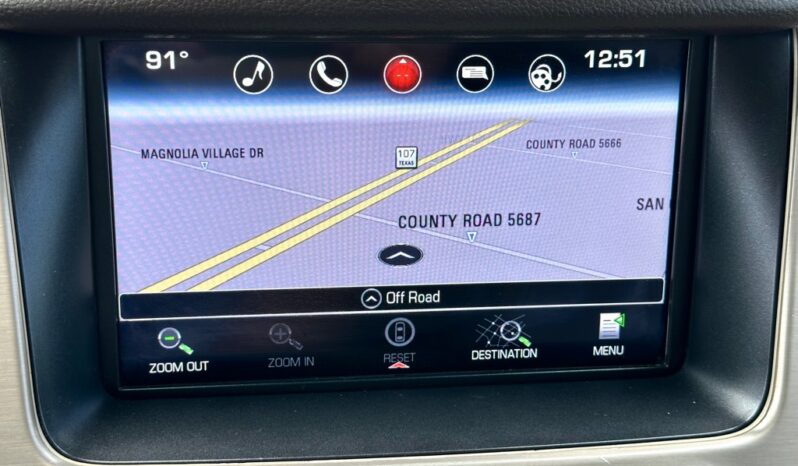 91° 12:51
MAGNOLIA VILLAGE DR
107
TEXAS
COUNTY ROAD 5666
SAN
COUNTY ROAD 5687
Off Road
ZOOM OUT
ZOOM IN
RESET
DESTINATION
MENU